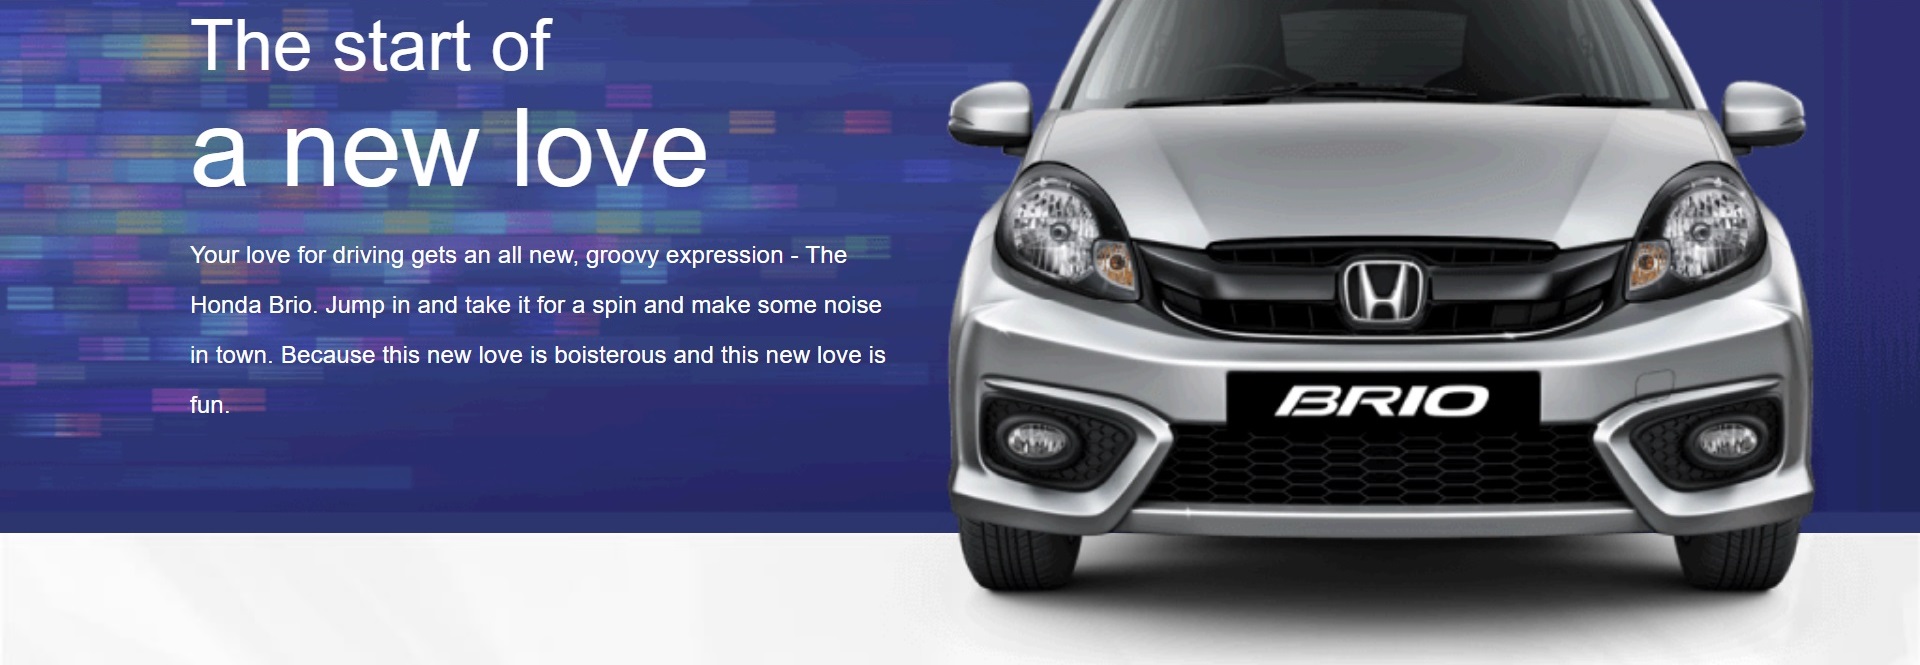 The start of
a new love
Your love for driving gets an all new, groovy expression - The
Honda Brio. Jump in and take it for a spin and make some noise
in town. Because this new love is boisterous and this new love is
fun.
BRIO